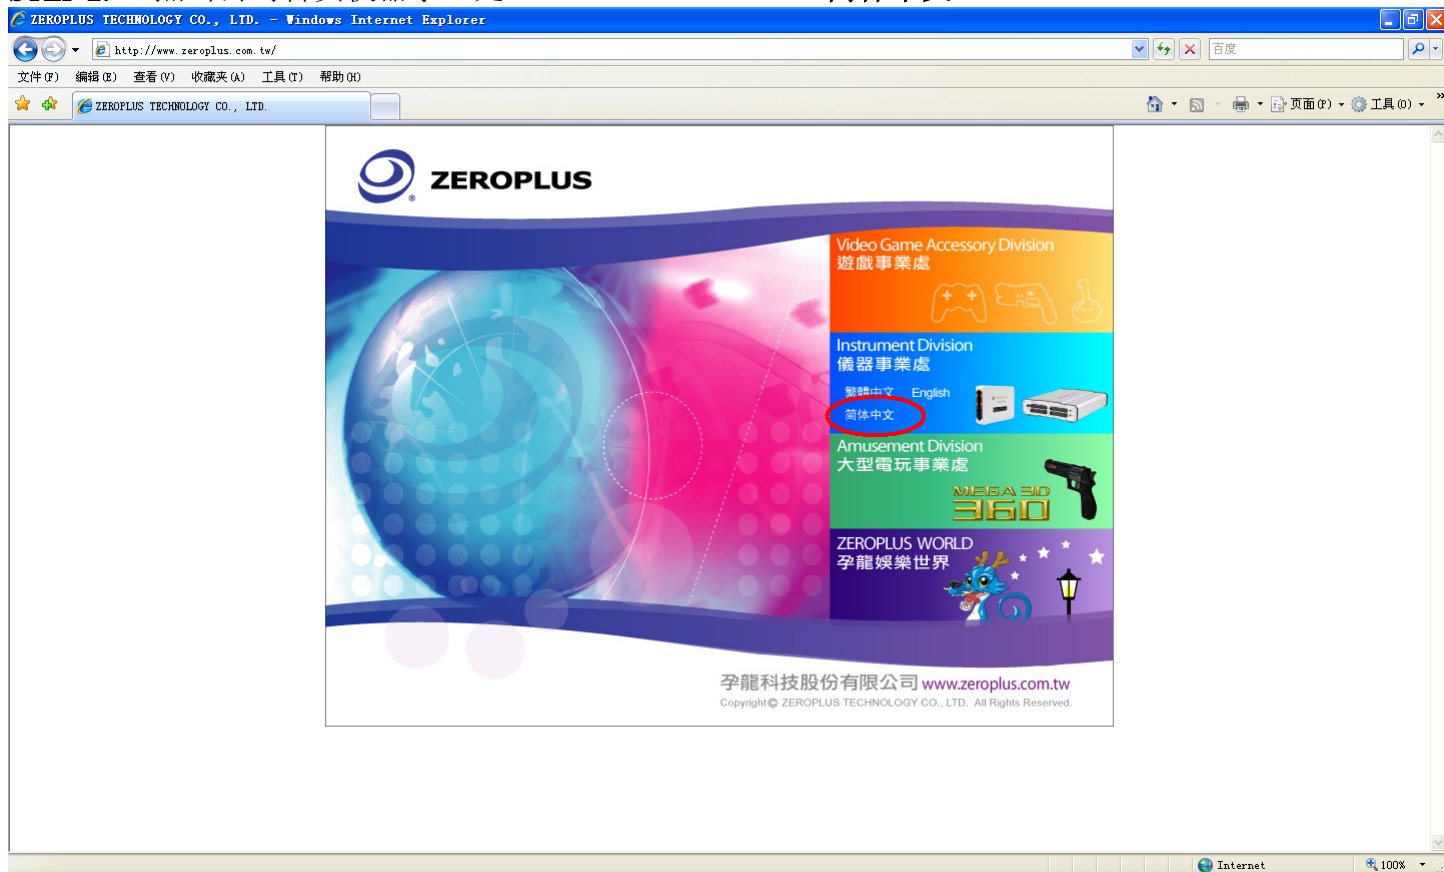 ZEROPLUS TECHNOLOGY CO., LTD. - Windows Internet Explorer
http://www.zeroplus.com.tw/
百度
文件(F) 编辑(E) 查看(V) 收藏夹(A) 工具(T) 帮助(H)
ZEROPLUS TECHNOLOGY CO., LTD.
页面(P) 工具(O)
ZEROPLUS
Video Game Accessory Division
遊戲事業處
Instrument Division
儀器事業處
繁體中文 English
简体中文
Amusement Division
大型電玩事業處
MEGA 3D
360
ZEROPLUS WORLD
孕龍娛樂世界
孕龍科技股份有限公司 www.zeroplus.com.tw
Copyright © ZEROPLUS TECHNOLOGY CO., LTD. All Rights Reserved.
Internet 100%